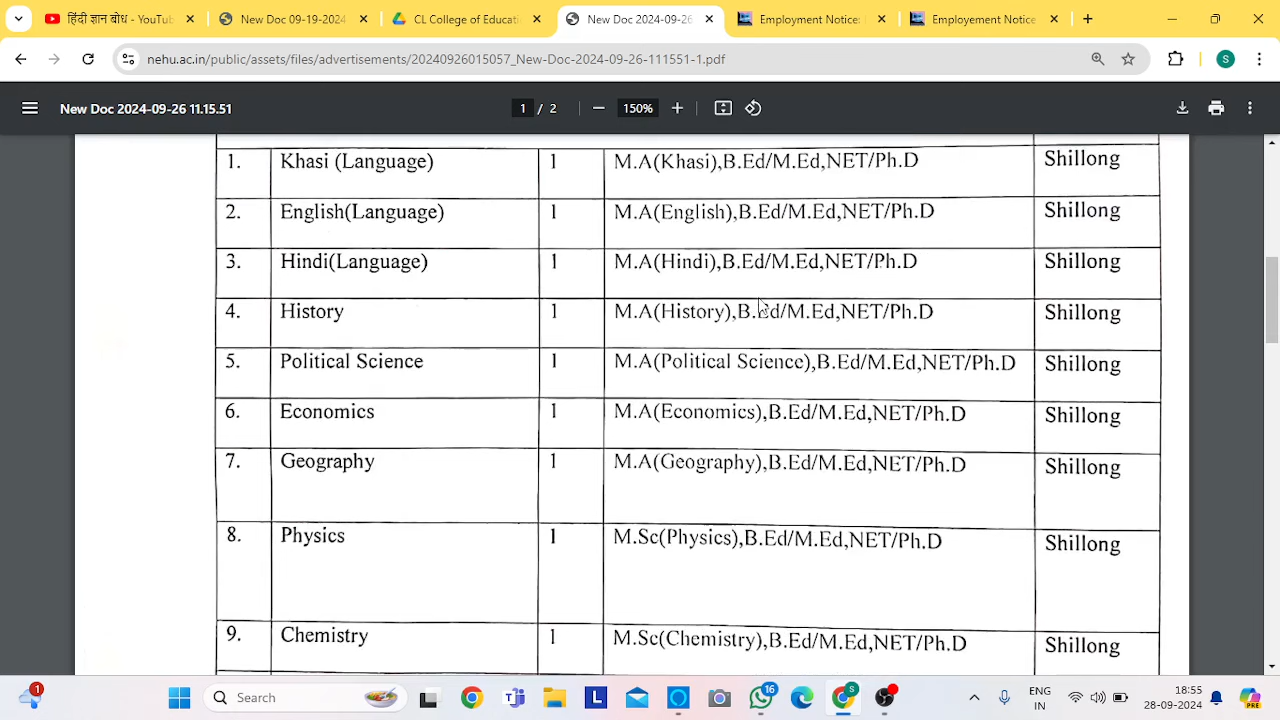 हिंदी ज्ञान बोध - YouTub
New Doc 09-19-2024
CL College of Educati
New Doc 2024-09-26
Employment Notice:
Employement Notice
nehu.ac.in/public/assets/files/advertisements/20240926015057_New-Doc-2024-09-26-111551-1.pdf
S
New Doc 2024-09-26 11.15.51
1 / 2
150%
1. Khasi (Language) 1 M.A(Khasi),B.Ed/M.Ed,NET/Ph.D Shillong
2. English(Language) 1 M.A(English),B.Ed/M.Ed,NET/Ph.D Shillong
3. Hindi(Language) 1 M.A(Hindi),B.Ed/M.Ed,NET/Ph.D Shillong
4. History 1 M.A(History),B.Ed/M.Ed,NET/Ph.D Shillong
5. Political Science 1 M.A(Political Science),B.Ed/M.Ed,NET/Ph.D Shillong
6. Economics 1 M.A(Economics),B.Ed/M.Ed,NET/Ph.D Shillong
7. Geography 1 M.A(Geography),B.Ed/M.Ed,NET/Ph.D Shillong
8. Physics 1 M.Sc(Physics),B.Ed/M.Ed,NET/Ph.D Shillong
9. Chemistry 1 M.Sc(Chemistry),B.Ed/M.Ed,NET/Ph.D Shillong
1
Search
L
16
S
ENG
IN
18:55
28-09-2024
PRE